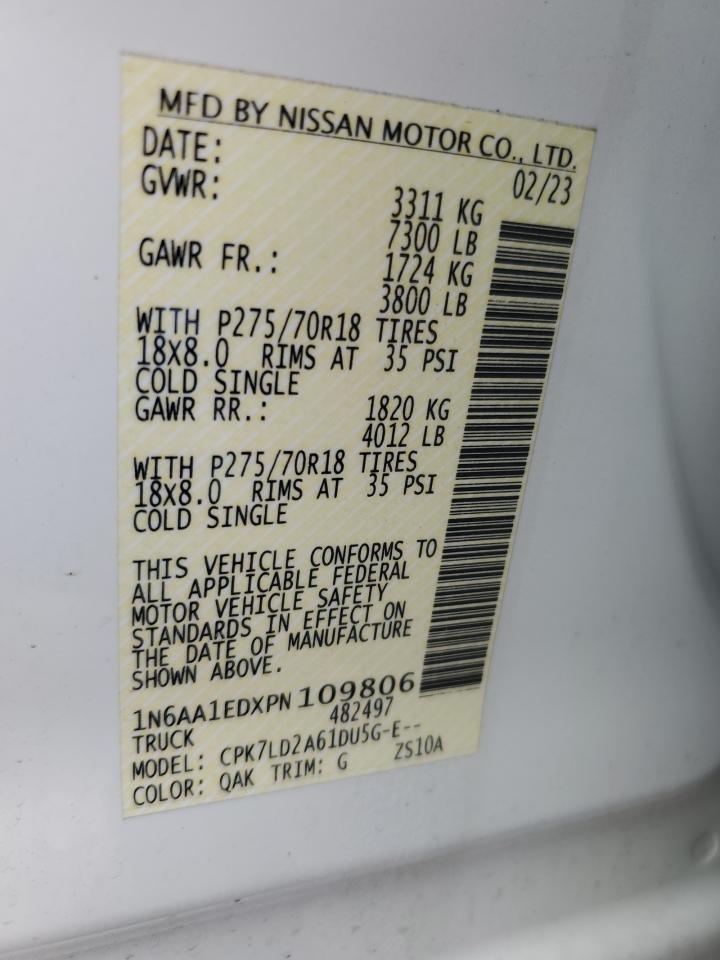 MFD BY NISSAN MOTOR CO., LTD.
DATE: 02/23
GVWR: 3311 KG
7300 LB
GAWR FR.: 1724 KG
3800 LB
WITH P275/70R18 TIRES
18X8.0 RIMS AT 35 PSI
COLD SINGLE
GAWR RR.: 1820 KG
4012 LB
WITH P275/70R18 TIRES
18X8.0 RIMS AT 35 PSI
COLD SINGLE
THIS VEHICLE CONFORMS TO
ALL APPLICABLE FEDERAL
MOTOR VEHICLE SAFETY
STANDARDS IN EFFECT ON
THE DATE OF MANUFACTURE
SHOWN ABOVE.
1N6AA1EDXPN109806
TRUCK 482497
MODEL: CPK7LD2A61DU5G-E--
COLOR: QAK TRIM: G ZS10A